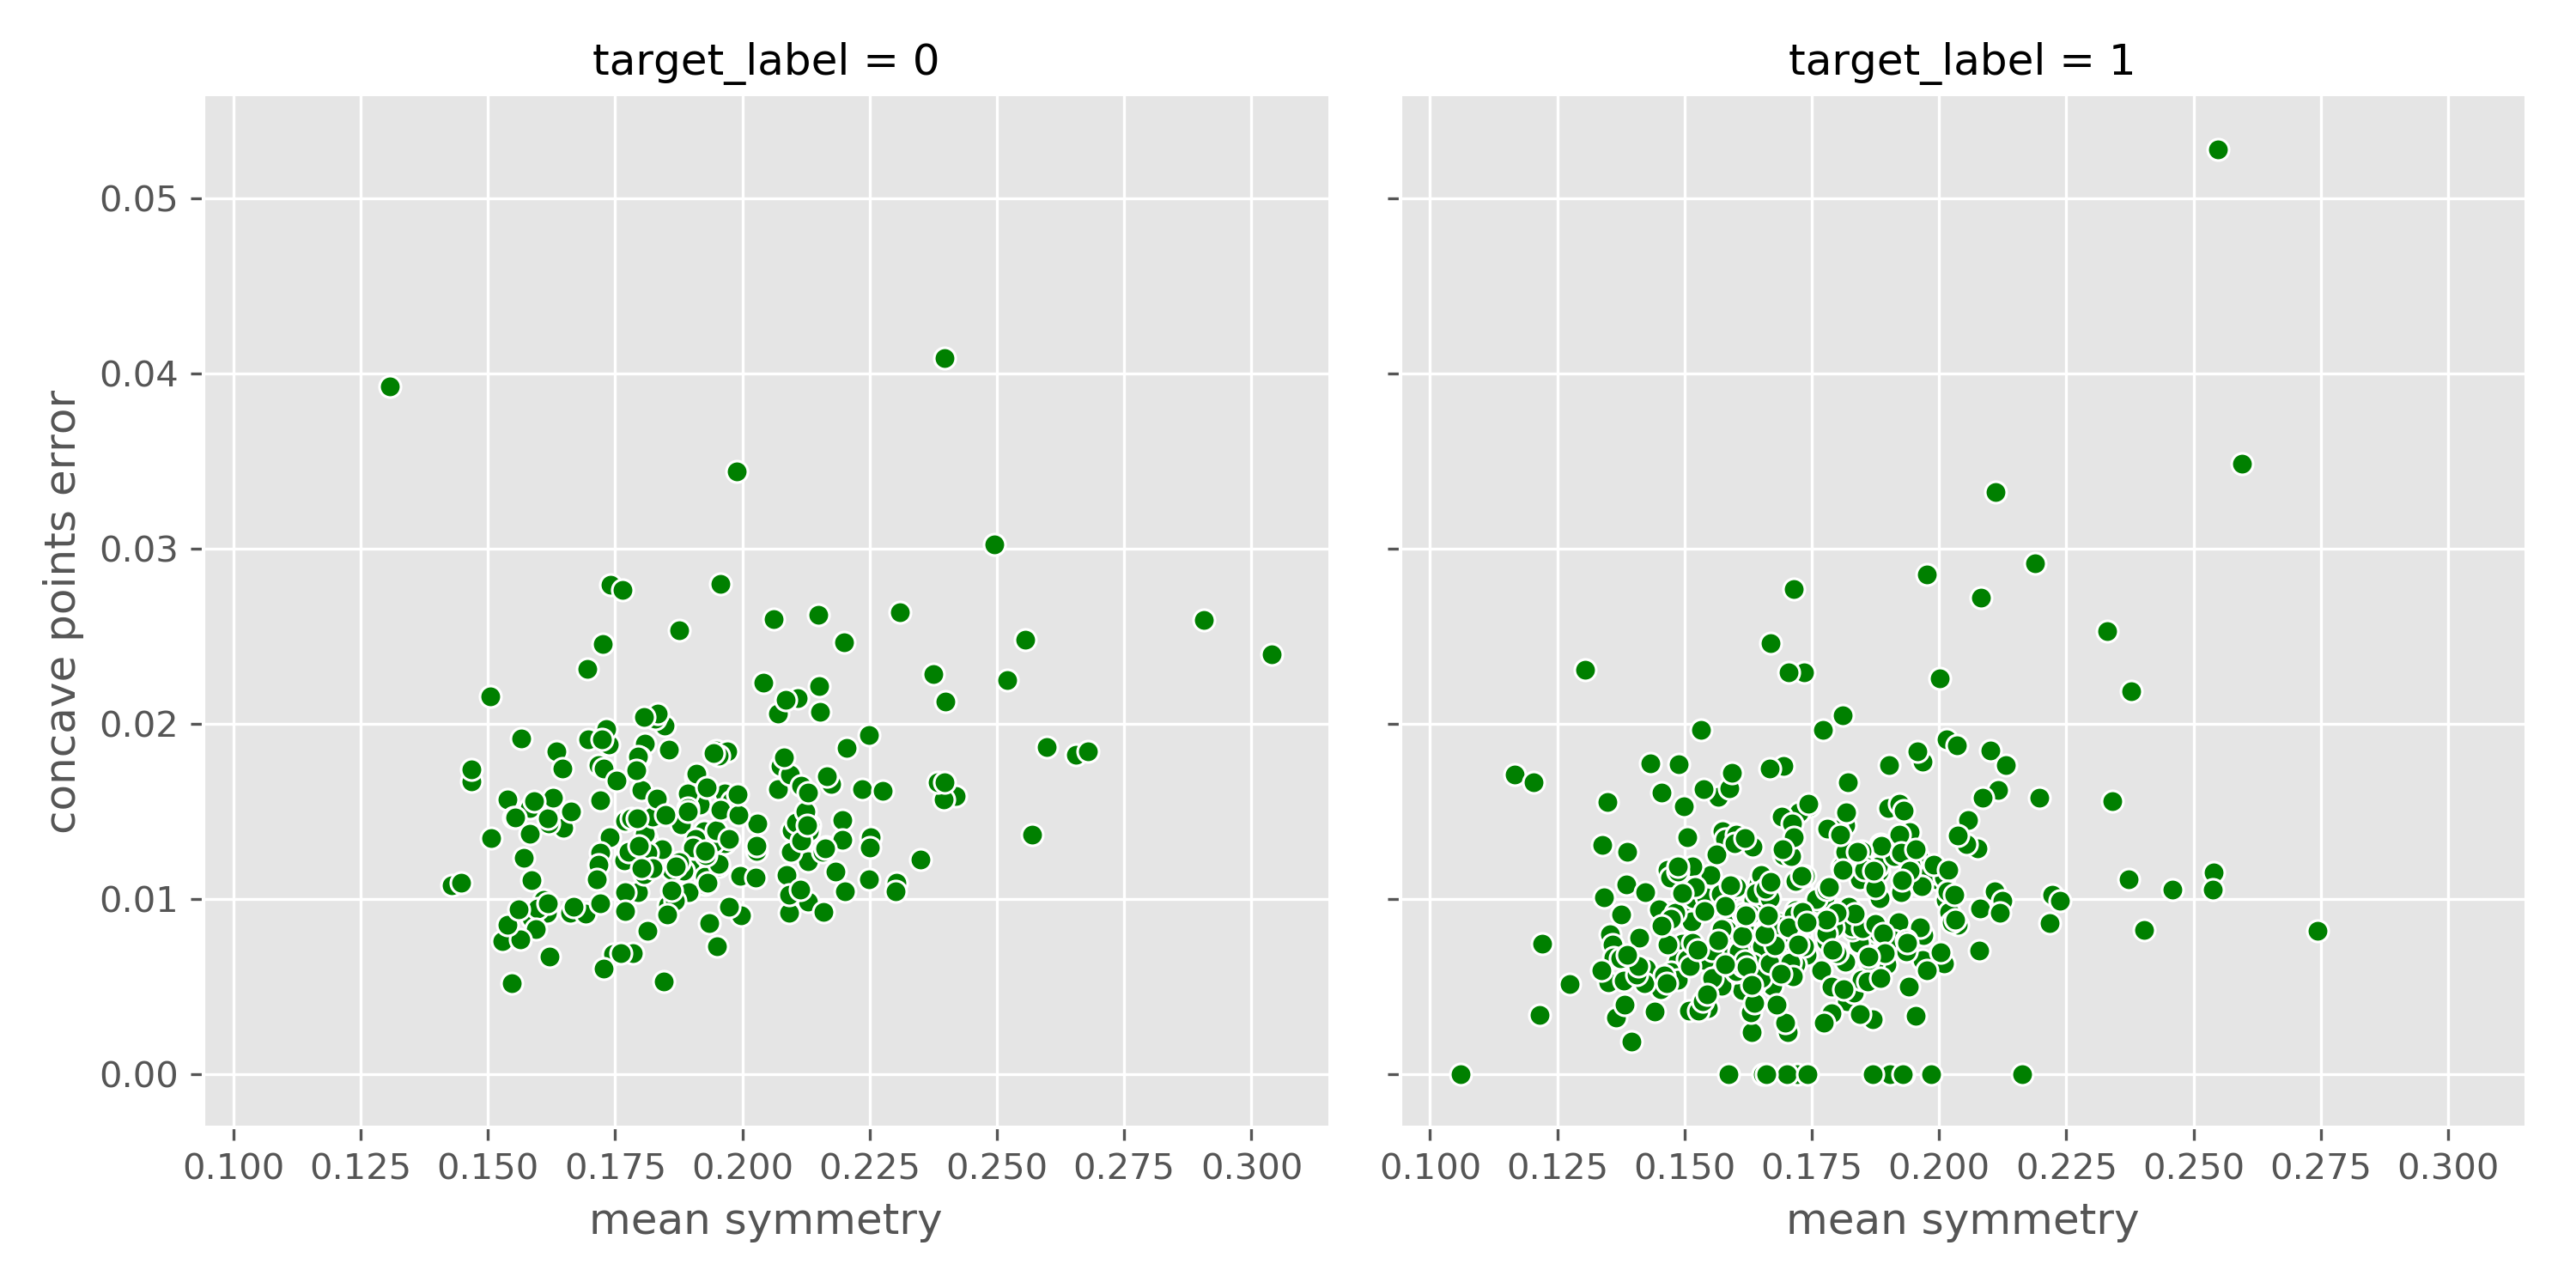 target_label = 0
target_label = 1
concave points error
0.05
0.04
0.03
0.02
0.01
0.00
0.100 0.125 0.150 0.175 0.200 0.225 0.250 0.275 0.300
0.100 0.125 0.150 0.175 0.200 0.225 0.250 0.275 0.300
mean symmetry
mean symmetry